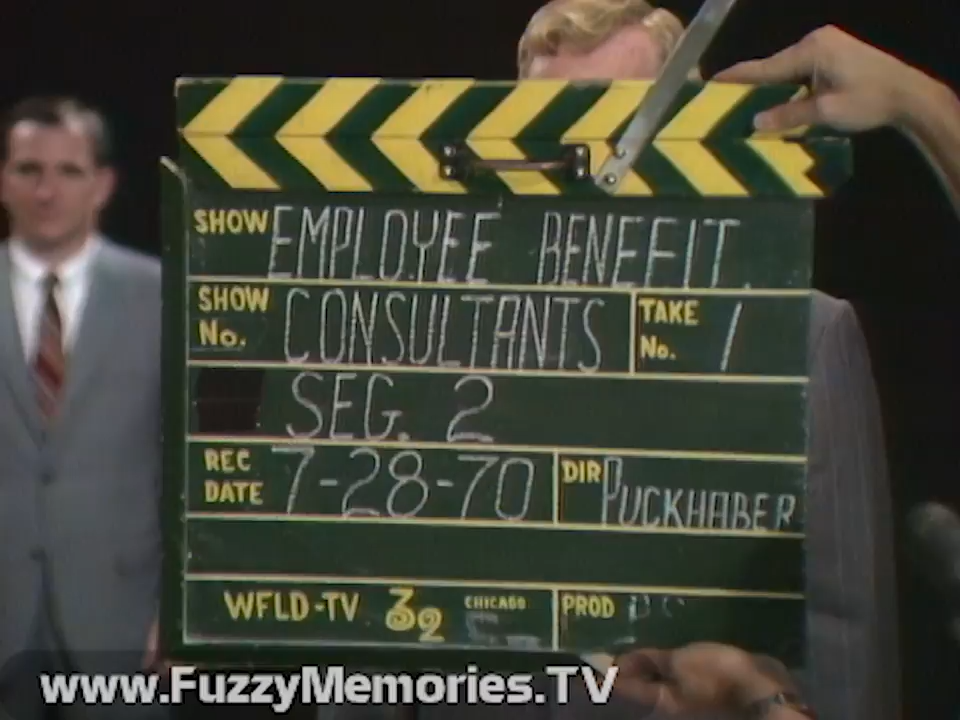 SHOW EMPLOYEE BENEFIT.
SHOW No. CONSULTANTS TAKE No. 1
SEG. 2
REC DATE 7-28-70 DIR PUCKHABER
WFLD-TV 32 CHICAGO PROD
www.FuzzyMemories.TV